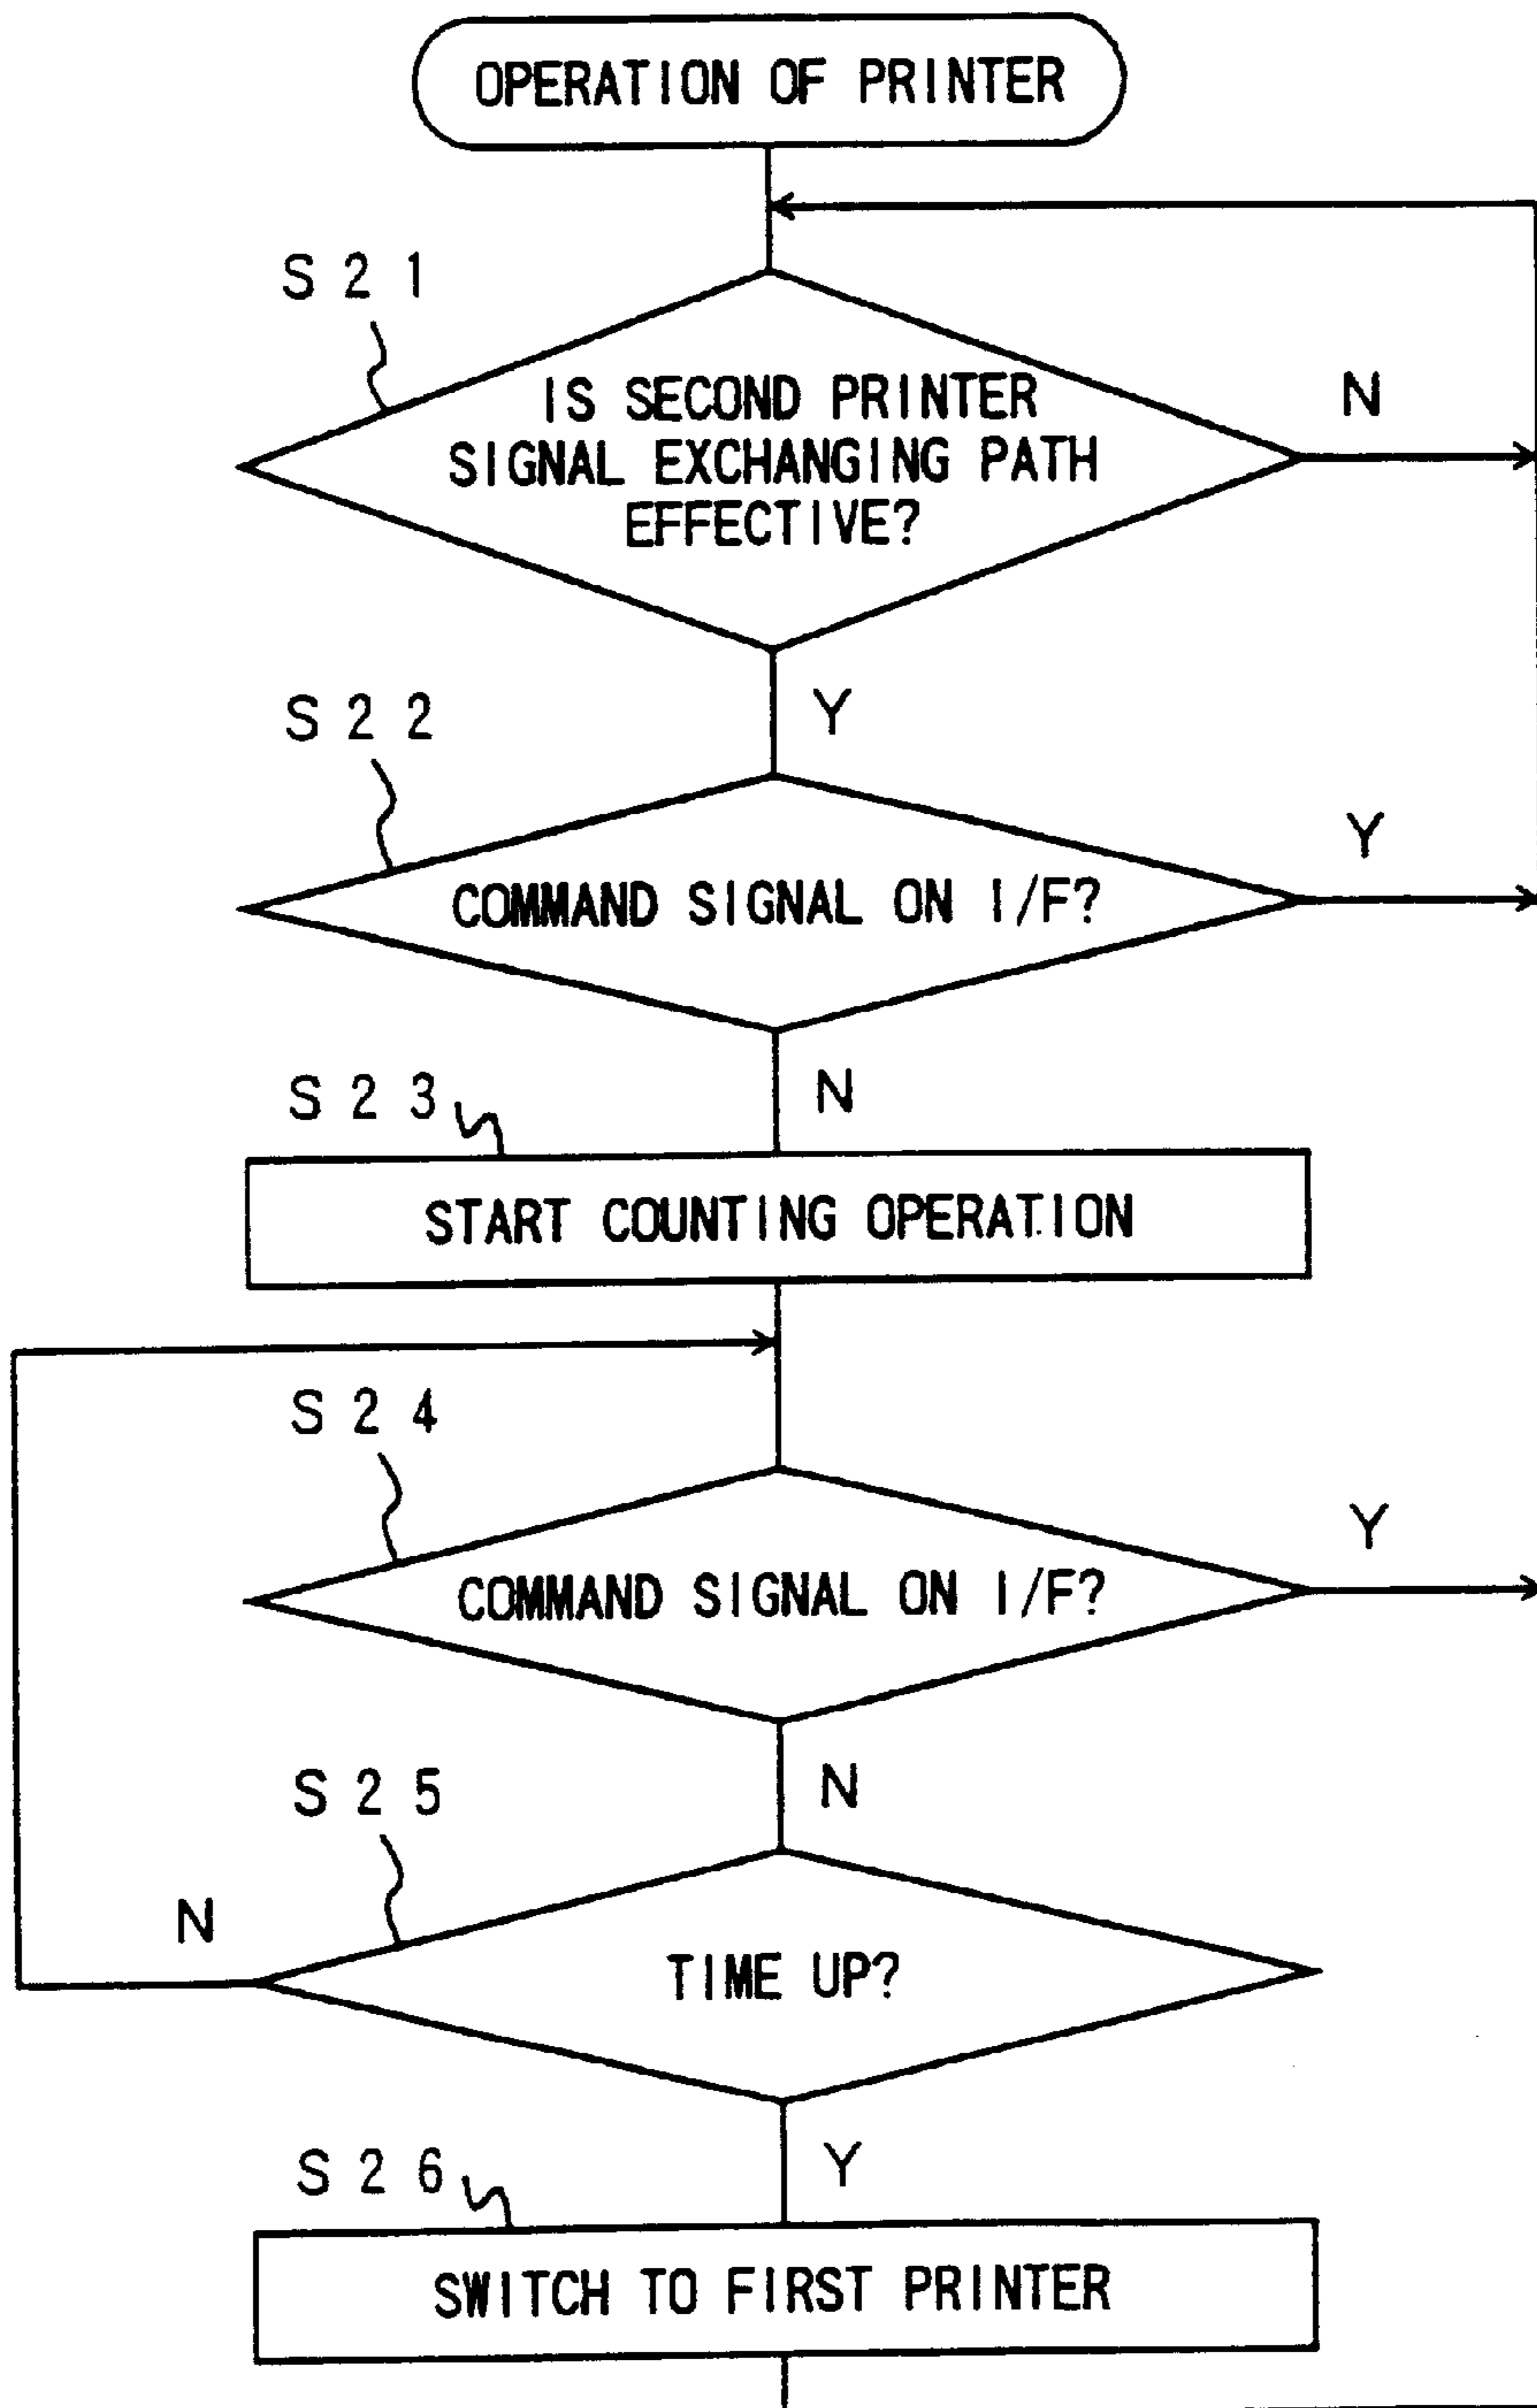 OPERATION OF PRINTER
S21
IS SECOND PRINTER
SIGNAL EXCHANGING PATH
EFFECTIVE?
N
Y
S22
COMMAND SIGNAL ON I/F?
Y
N
S23
START COUNTING OPERATION
S24
COMMAND SIGNAL ON I/F?
Y
N
S25
N
TIME UP?
Y
S26
SWITCH TO FIRST PRINTER